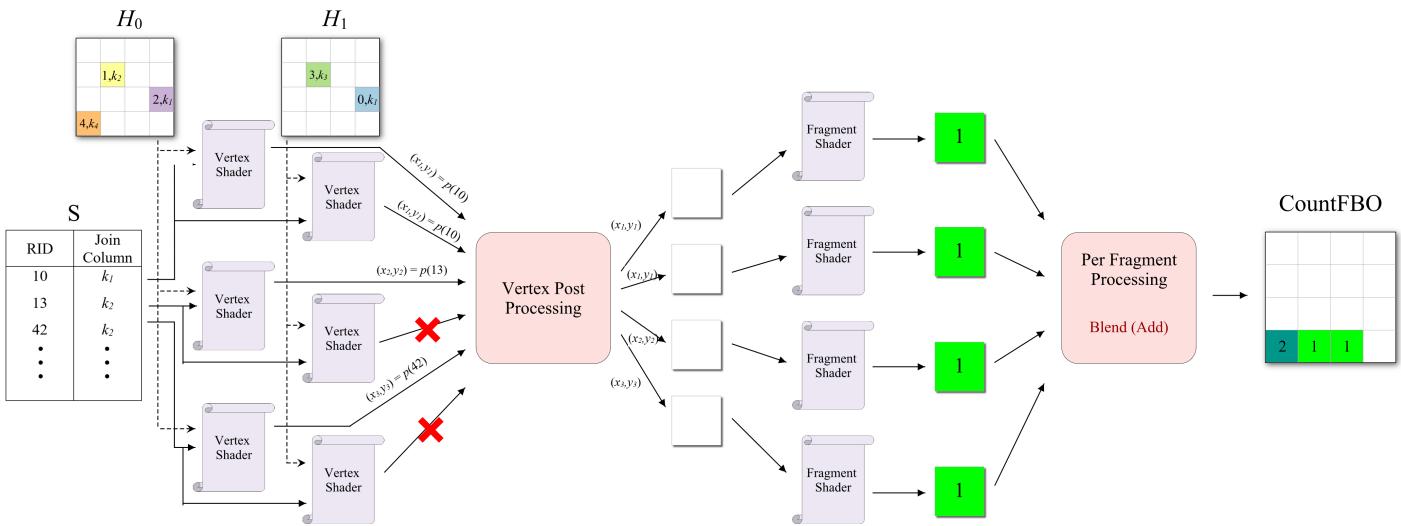 H0
H1
1,k2
2,k1
4,k4
3,k3
0,k1
Vertex
Shader
Vertex
Shader
(x1,y1) = p(10)
(x1,y1) = p(10)
S
RID
Join
Column
10
k1
13
k2
42
k2
Vertex
Shader
(x2,y2) = p(13)
Vertex
Shader
(x3,y3) = p(42)
Vertex
Shader
Vertex
Shader
Vertex Post
Processing
(x1,y1)
(x1,y1)
(x2,y2)
(x3,y3)
Fragment
Shader
1
Fragment
Shader
1
Fragment
Shader
1
Fragment
Shader
1
Per Fragment
Processing
Blend (Add)
CountFBO
2
1
1